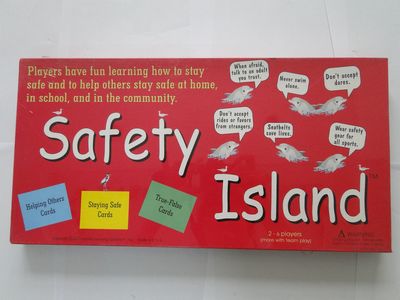 Players have fun learning how to stay
safe and to help others stay safe at home,
in school, and in the community.
When afraid,
talk to an adult
you trust.
Never swim
alone.
Don't accept
dares.
Don't accept
rides or favors
from strangers.
Seatbelts
save lives.
Wear safety
gear for
all sports.
Safety
Island
TM
Helping Others
Cards
Staying Safe
Cards
True-False
Cards
2 - 6 players
(more with team play)
WARNING: